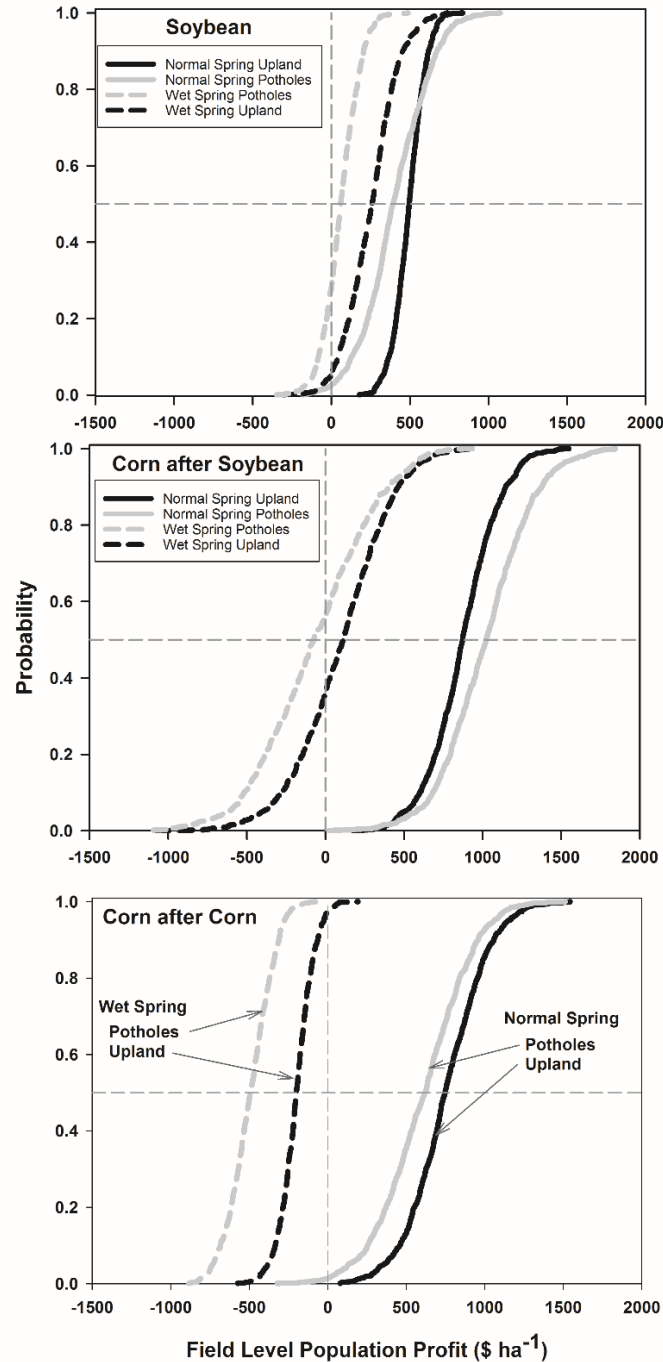 Soybean
Normal Spring Upland
Normal Spring Potholes
Wet Spring Potholes
Wet Spring Upland
1.0
0.8
0.6
0.4
0.2
0.0
-1500 -1000 -500 0 500 1000 1500 2000
Corn after Soybean
Normal Spring Upland
Normal Spring Potholes
Wet Spring Potholes
Wet Spring Upland
Probability
1.0
0.8
0.6
0.4
0.2
0.0
-1500 -1000 -500 0 500 1000 1500 2000
Corn after Corn
Wet Spring
Potholes
Upland
Normal Spring
Potholes
Upland
1.0
0.8
0.6
0.4
0.2
0.0
-1500 -1000 -500 0 500 1000 1500 2000
Field Level Population Profit ($ ha⁻¹)